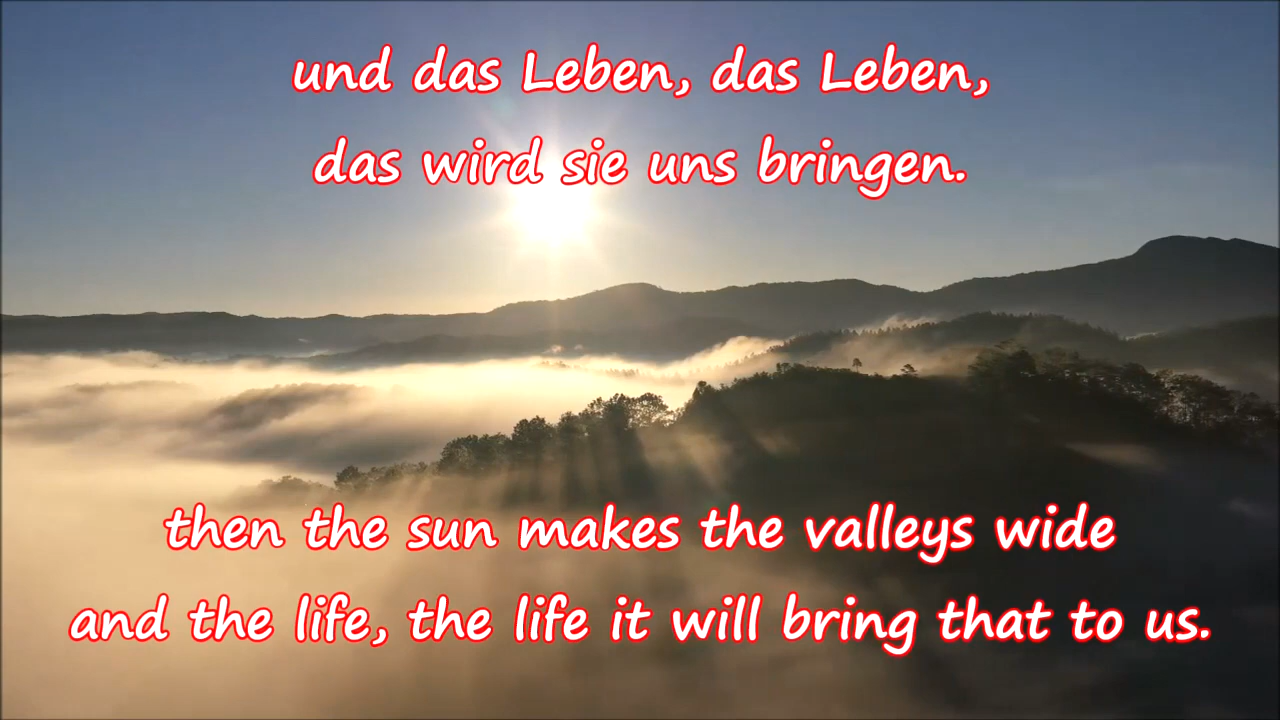 und das Leben, das Leben,
das wird sie uns bringen.
then the sun makes the valleys wide
and the life, the life it will bring that to us.